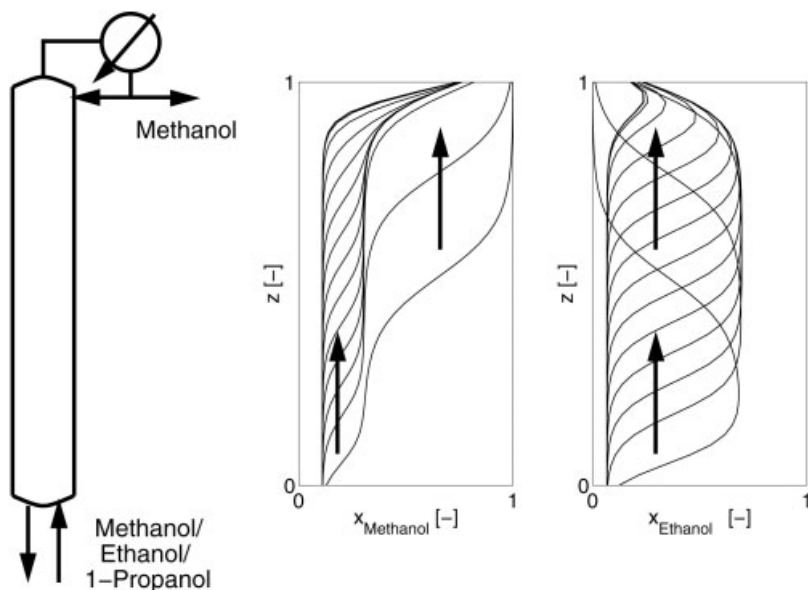 Methanol
Methanol/
Ethanol/
1−Propanol
1
z [−]
0
0
1
x_Methanol [−]
1
z [−]
0
0
1
x_Ethanol [−]